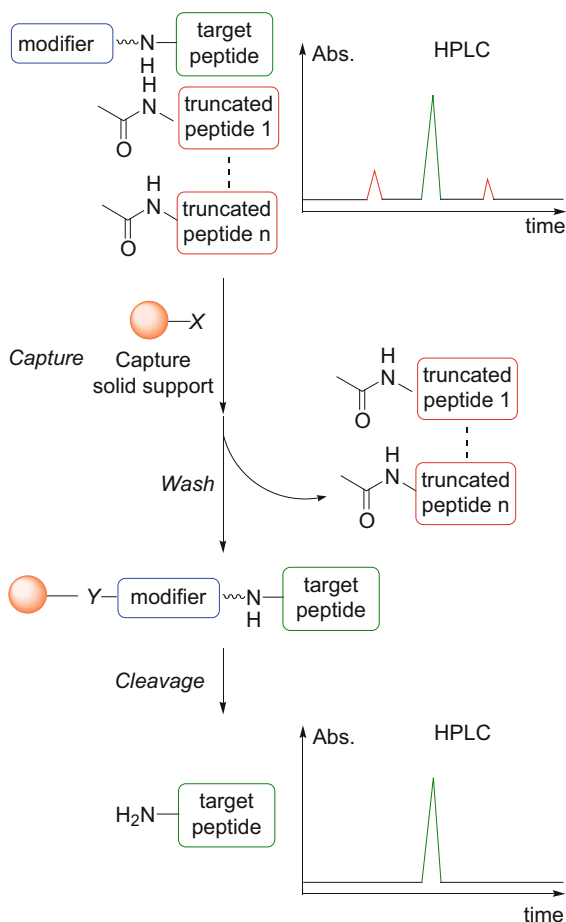 modifier
N
H
target
peptide
Abs.
HPLC
H
N
O
truncated
peptide 1
H
N
O
truncated
peptide n
time
X
Capture
Capture
solid support
H
N
O
truncated
peptide 1
Wash
H
N
O
truncated
peptide n
Y
modifier
N
H
target
peptide
Cleavage
Abs.
HPLC
H2N
target
peptide
time